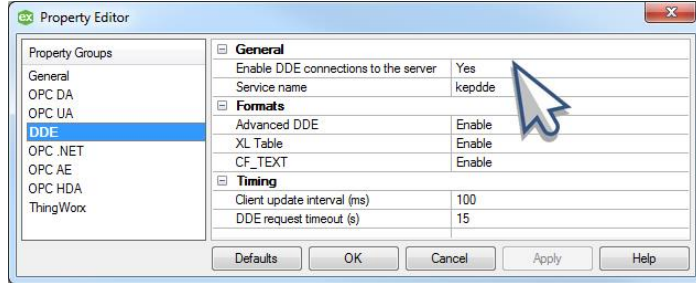 ex Property Editor
Property Groups
General
OPC DA
OPC UA
DDE
OPC .NET
OPC AE
OPC HDA
ThingWorx
General
Enable DDE connections to the server Yes
Service name kepdde
Formats
Advanced DDE Enable
XL Table Enable
CF_TEXT Enable
Timing
Client update interval (ms) 100
DDE request timeout (s) 15
Defaults OK Cancel Apply Help